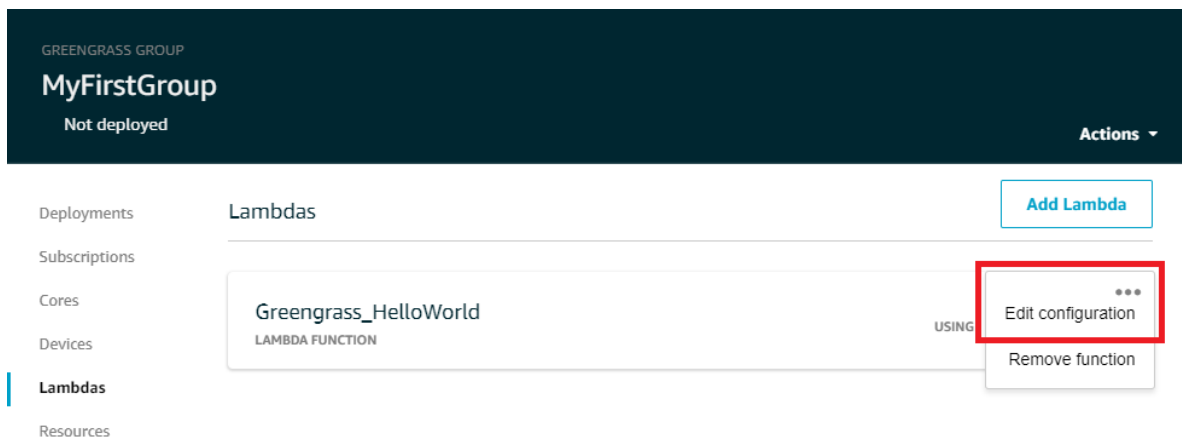 GREENGRASS GROUP
MyFirstGroup
Not deployed
Actions
Deployments
Subscriptions
Cores
Devices
Lambdas
Resources
Lambdas
Add Lambda
Greengrass_HelloWorld
LAMBDA FUNCTION
USING
Edit configuration
Remove function